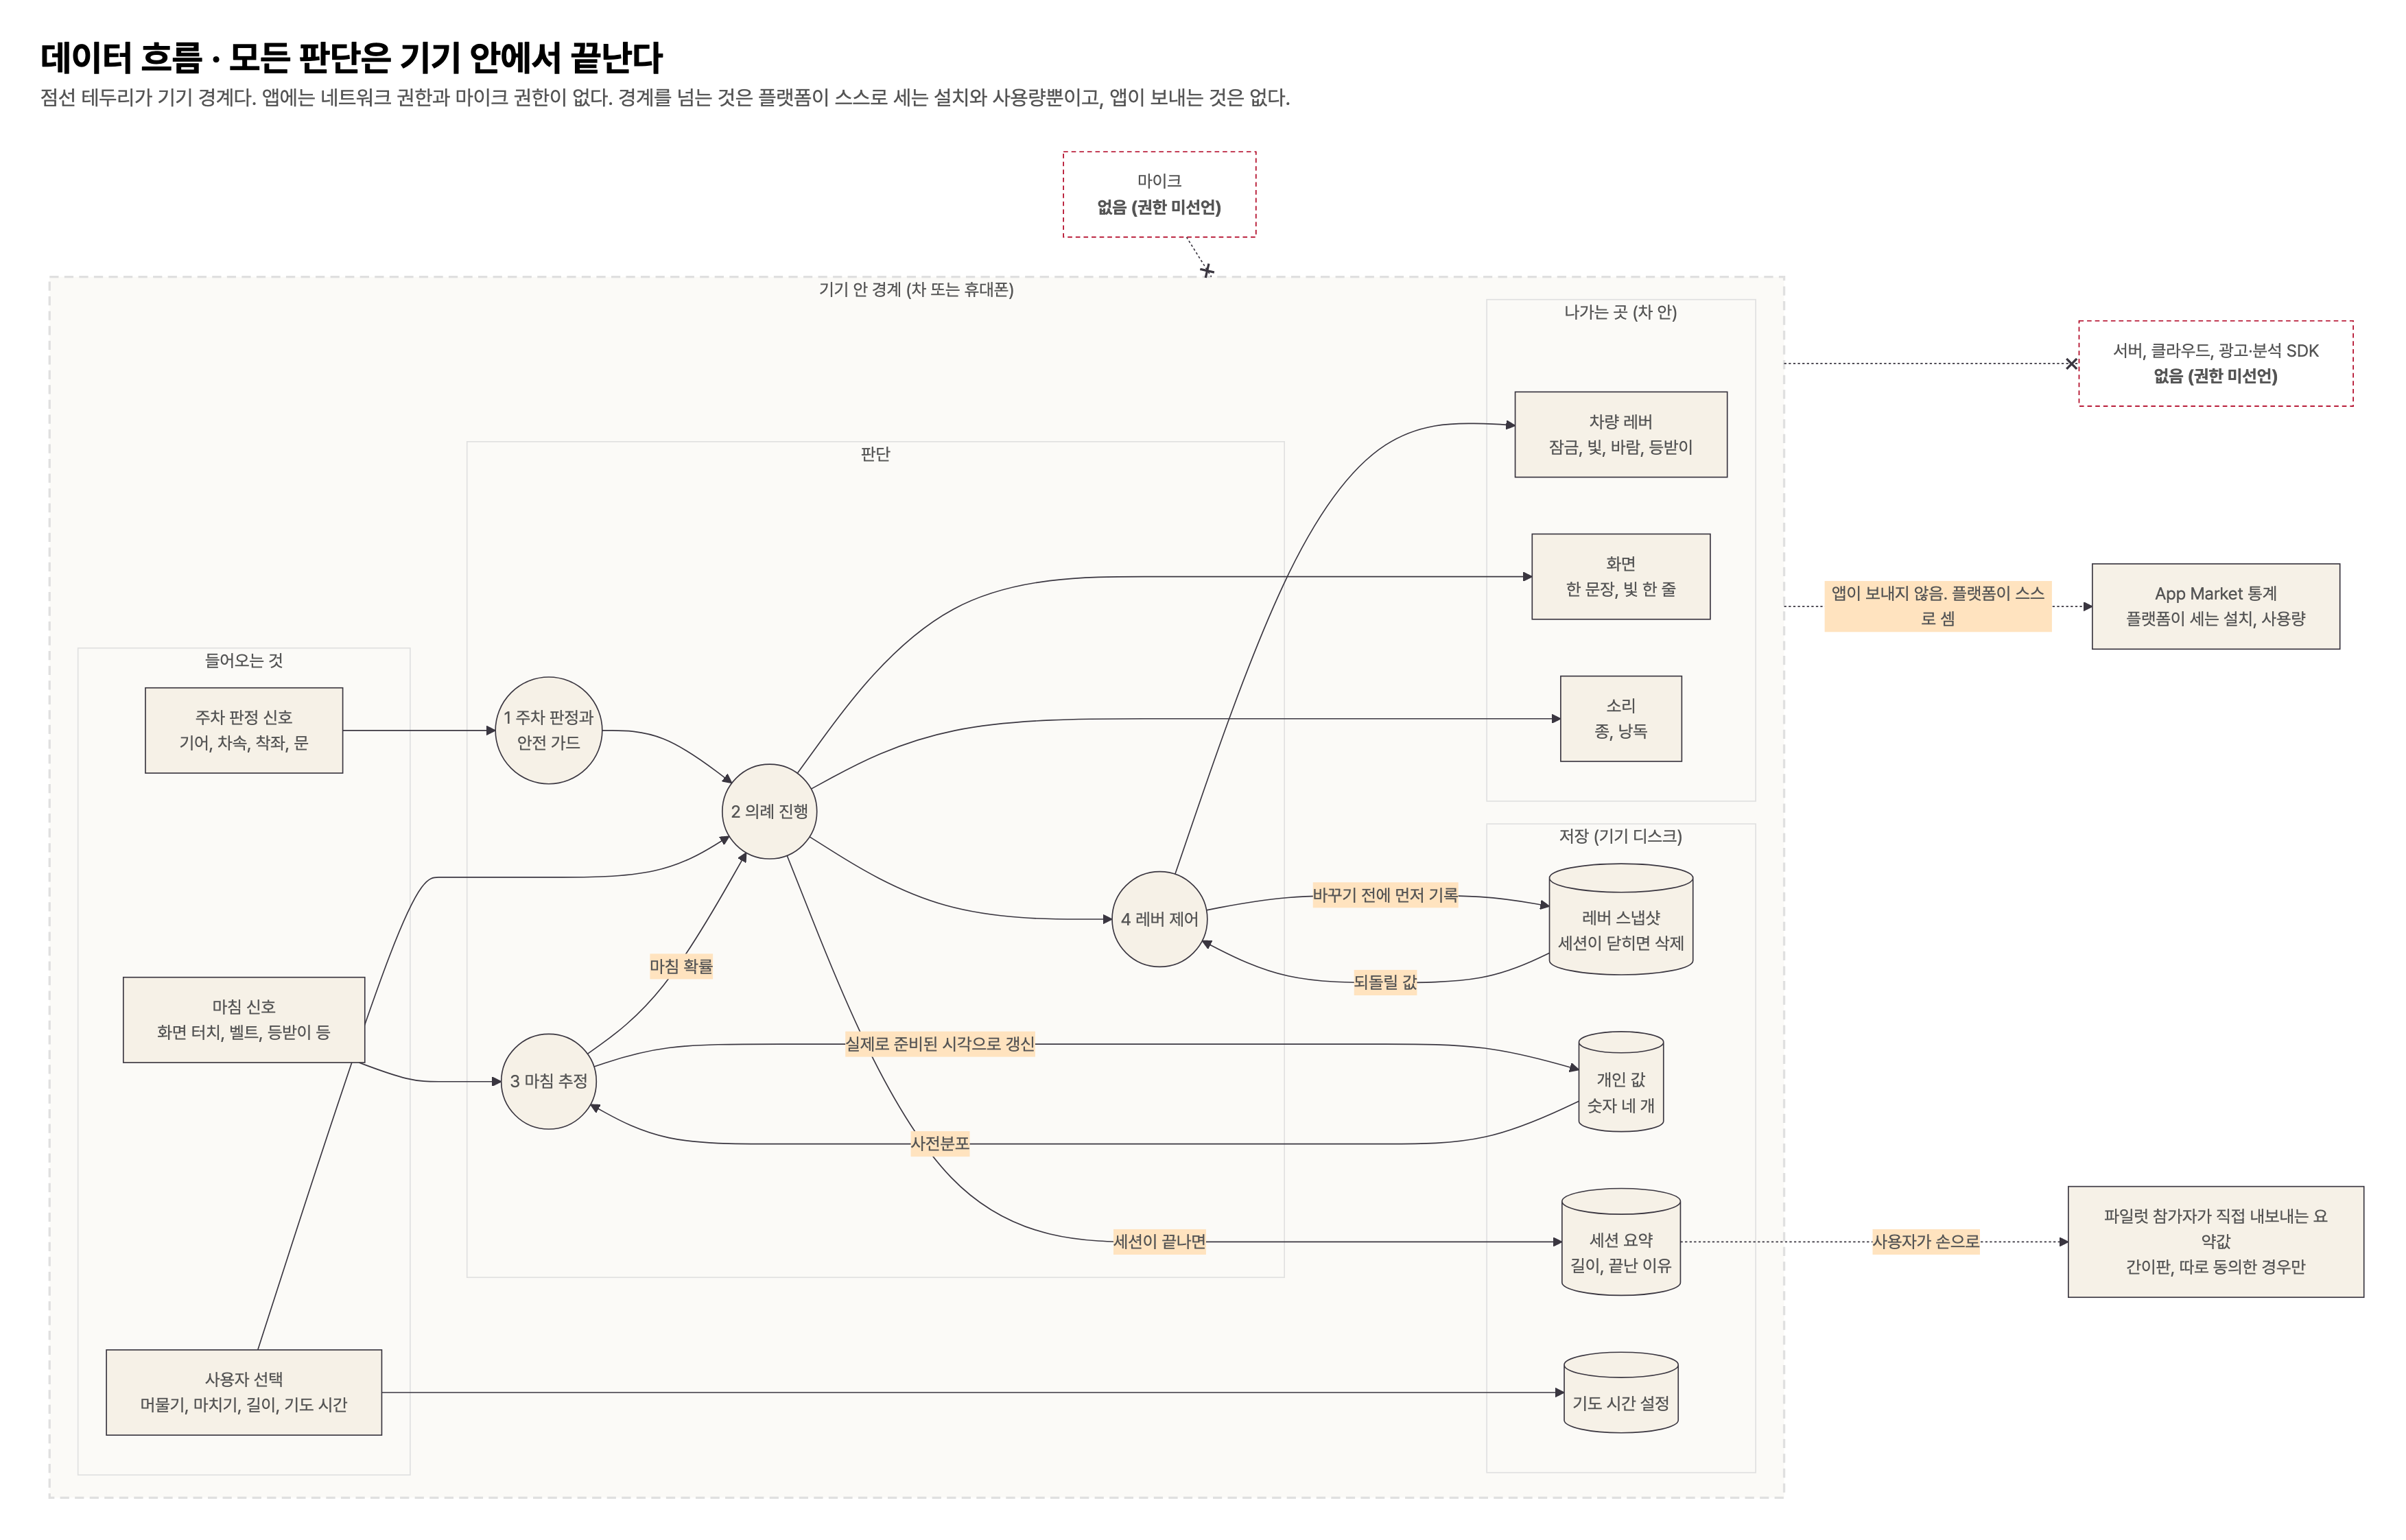 데이터 흐름 · 모든 판단은 기기 안에서 끝난다
점선 테두리가 기기 경계다. 앱에는 네트워크 권한과 마이크 권한이 없다. 경계를 넘는 것은 플랫폼이 스스로 세는 설치와 사용량뿐이고, 앱이 보내는 것은 없다.
마이크
없음 (권한 미선언)
기기 안 경계 (차 또는 휴대폰)
나가는 곳 (차 안)
서버, 클라우드, 광고·분석 SDK
없음 (권한 미선언)
차량 레버
잠금, 빛, 바람, 등받이
판단
화면
한 문장, 빛 한 줄
앱이 보내지 않음. 플랫폼이 스스
로 셈
App Market 통계
플랫폼이 세는 설치, 사용량
들어오는 것
주차 판정 신호
기어, 차속, 착좌, 문
1 주차 판정과
안전 가드
소리
종, 낭독
2 의례 진행
저장 (기기 디스크)
4 레버 제어
바꾸기 전에 먼저 기록
레버 스냅샷
세션이 닫히면 삭제
마침 확률
되돌릴 값
마침 신호
화면 터치, 벨트, 등받이 등
실제로 준비된 시각으로 갱신
3 마침 추정
개인 값
숫자 네 개
사전분포
세션이 끝나면
세션 요약
길이, 끝난 이유
사용자가 손으로
파일럿 참가자가 직접 내보내는 요
약값
간이판, 따로 동의한 경우만
사용자 선택
머물기, 마치기, 길이, 기도 시간
기도 시간 설정